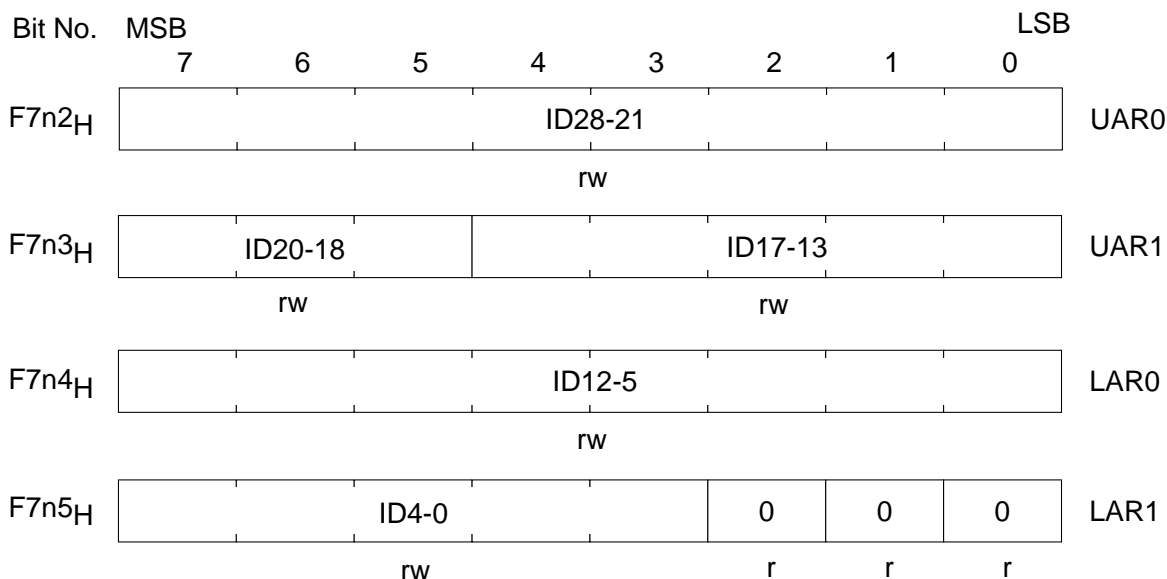 Bit No. MSB LSB
7 6 5 4 3 2 1 0
F7n2H ID28-21 UAR0
rw
F7n3H ID20-18 ID17-13 UAR1
rw rw
F7n4H ID12-5 LAR0
rw
F7n5H ID4-0 0 0 0 LAR1
rw r r r